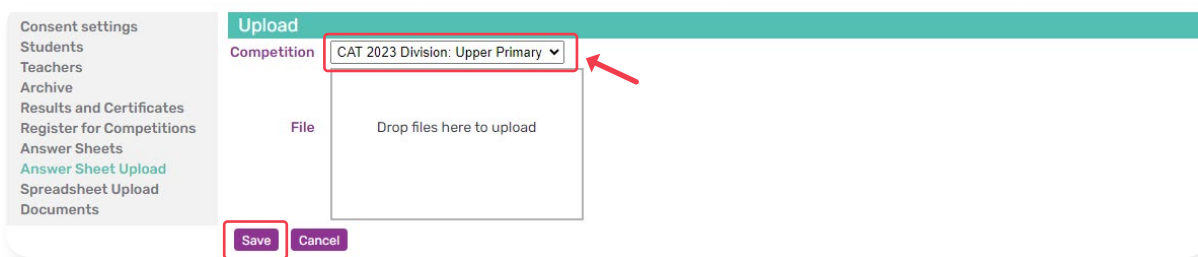 Consent settings
Students
Teachers
Archive
Results and Certificates
Register for Competitions
Answer Sheets
Answer Sheet Upload
Spreadsheet Upload
Documents
Upload
Competition CAT 2023 Division: Upper Primary
File Drop files here to upload
Save Cancel